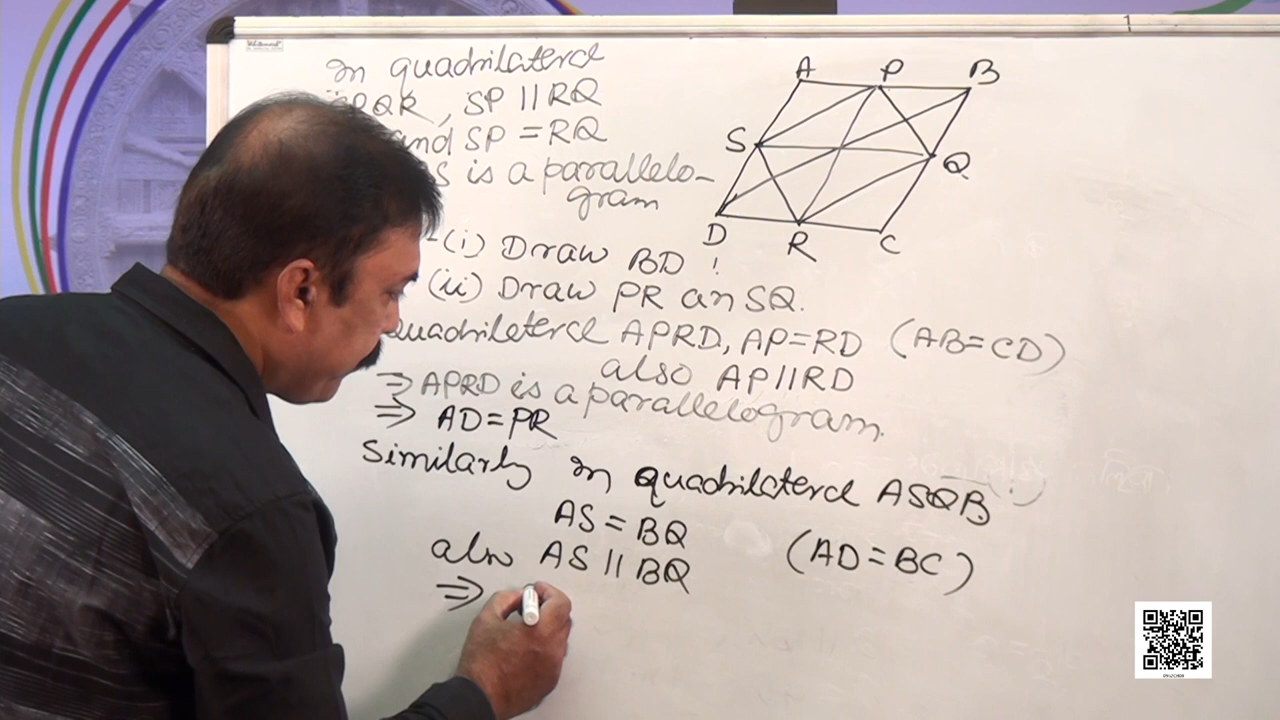 In quadrilateral
SPQR, SP || RQ
and SP = RQ
S is a parallelo-
gram
(i) Draw BD
(ii) Draw PR an SQ.
quadrilateral APRD, AP=RD (AB=CD)
also AP||RD
⇒ APRD is a parallelogram.
⇒ AD=PR
Similarly in quadrilateral ASQB
AS = BQ
also AS || BQ (AD=BC)
⇒
A P B
S Q
D R C